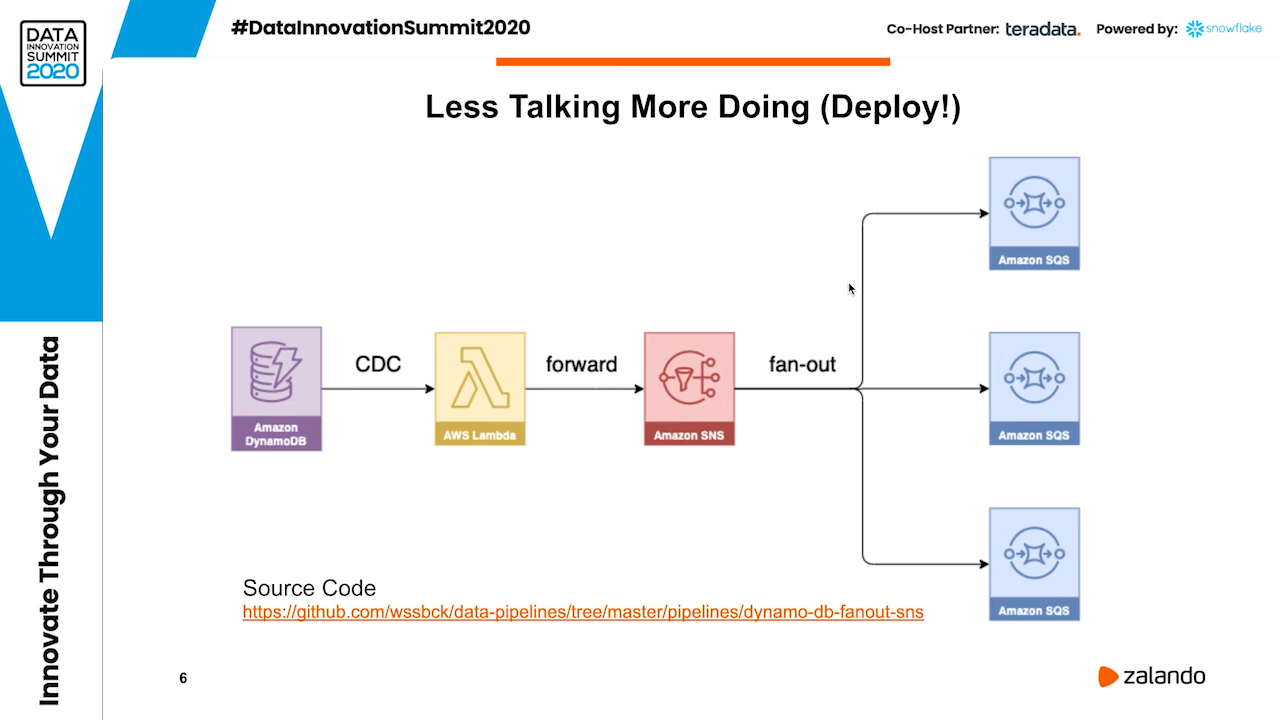 DATA
INNOVATION
SUMMIT
2020
#DataInnovationSummit2020
Co-Host Partner: teradata. Powered by: snowflake
Innovate Through Your Data
Less Talking More Doing (Deploy!)
Amazon SQS
CDC
forward
fan-out
Amazon
DynamoDB
AWS Lambda
Amazon SNS
Amazon SQS
Amazon SQS
Source Code
https://github.com/wssbck/data-pipelines/tree/master/pipelines/dynamo-db-fanout-sns
6
zalando